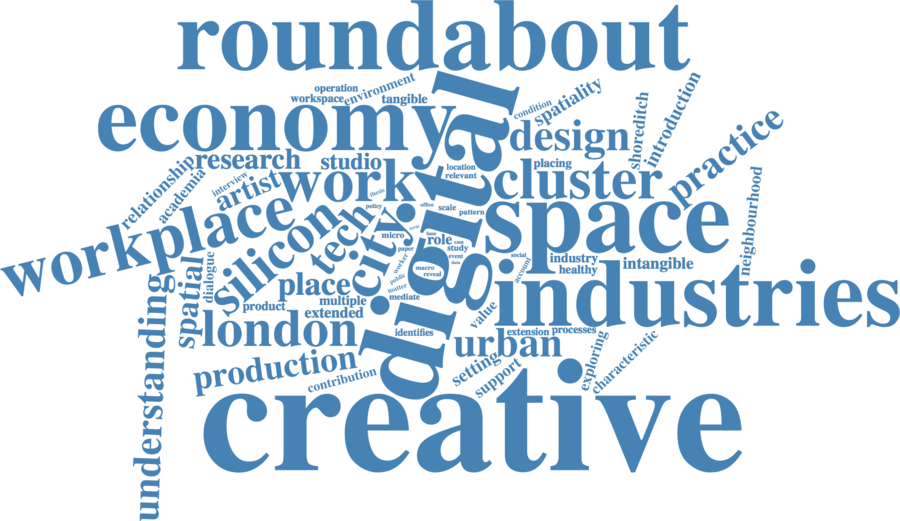 roundabout
operation
environment
workspace
tangible
condition
spatiality
shoreditch
introduction
economy
digital
design
practice
relationship
research
studio
location
relevant
placing
academia
interview
artist
work
thesis
cluster
neighbourhood
policy
office
scale
pattern
workplace
silicon
tech
city
space
micro
base
role
case
study
paper
event
data
social
industry
healthy
intangible
spatial
dialogue
worker
public
macro
reveal
account
understanding
place
matter
mediate
industries
product
multiple
extended
value
london
identifies
extension
processes
urban
production
contribution
setting
support
exploring
characteristic
creative